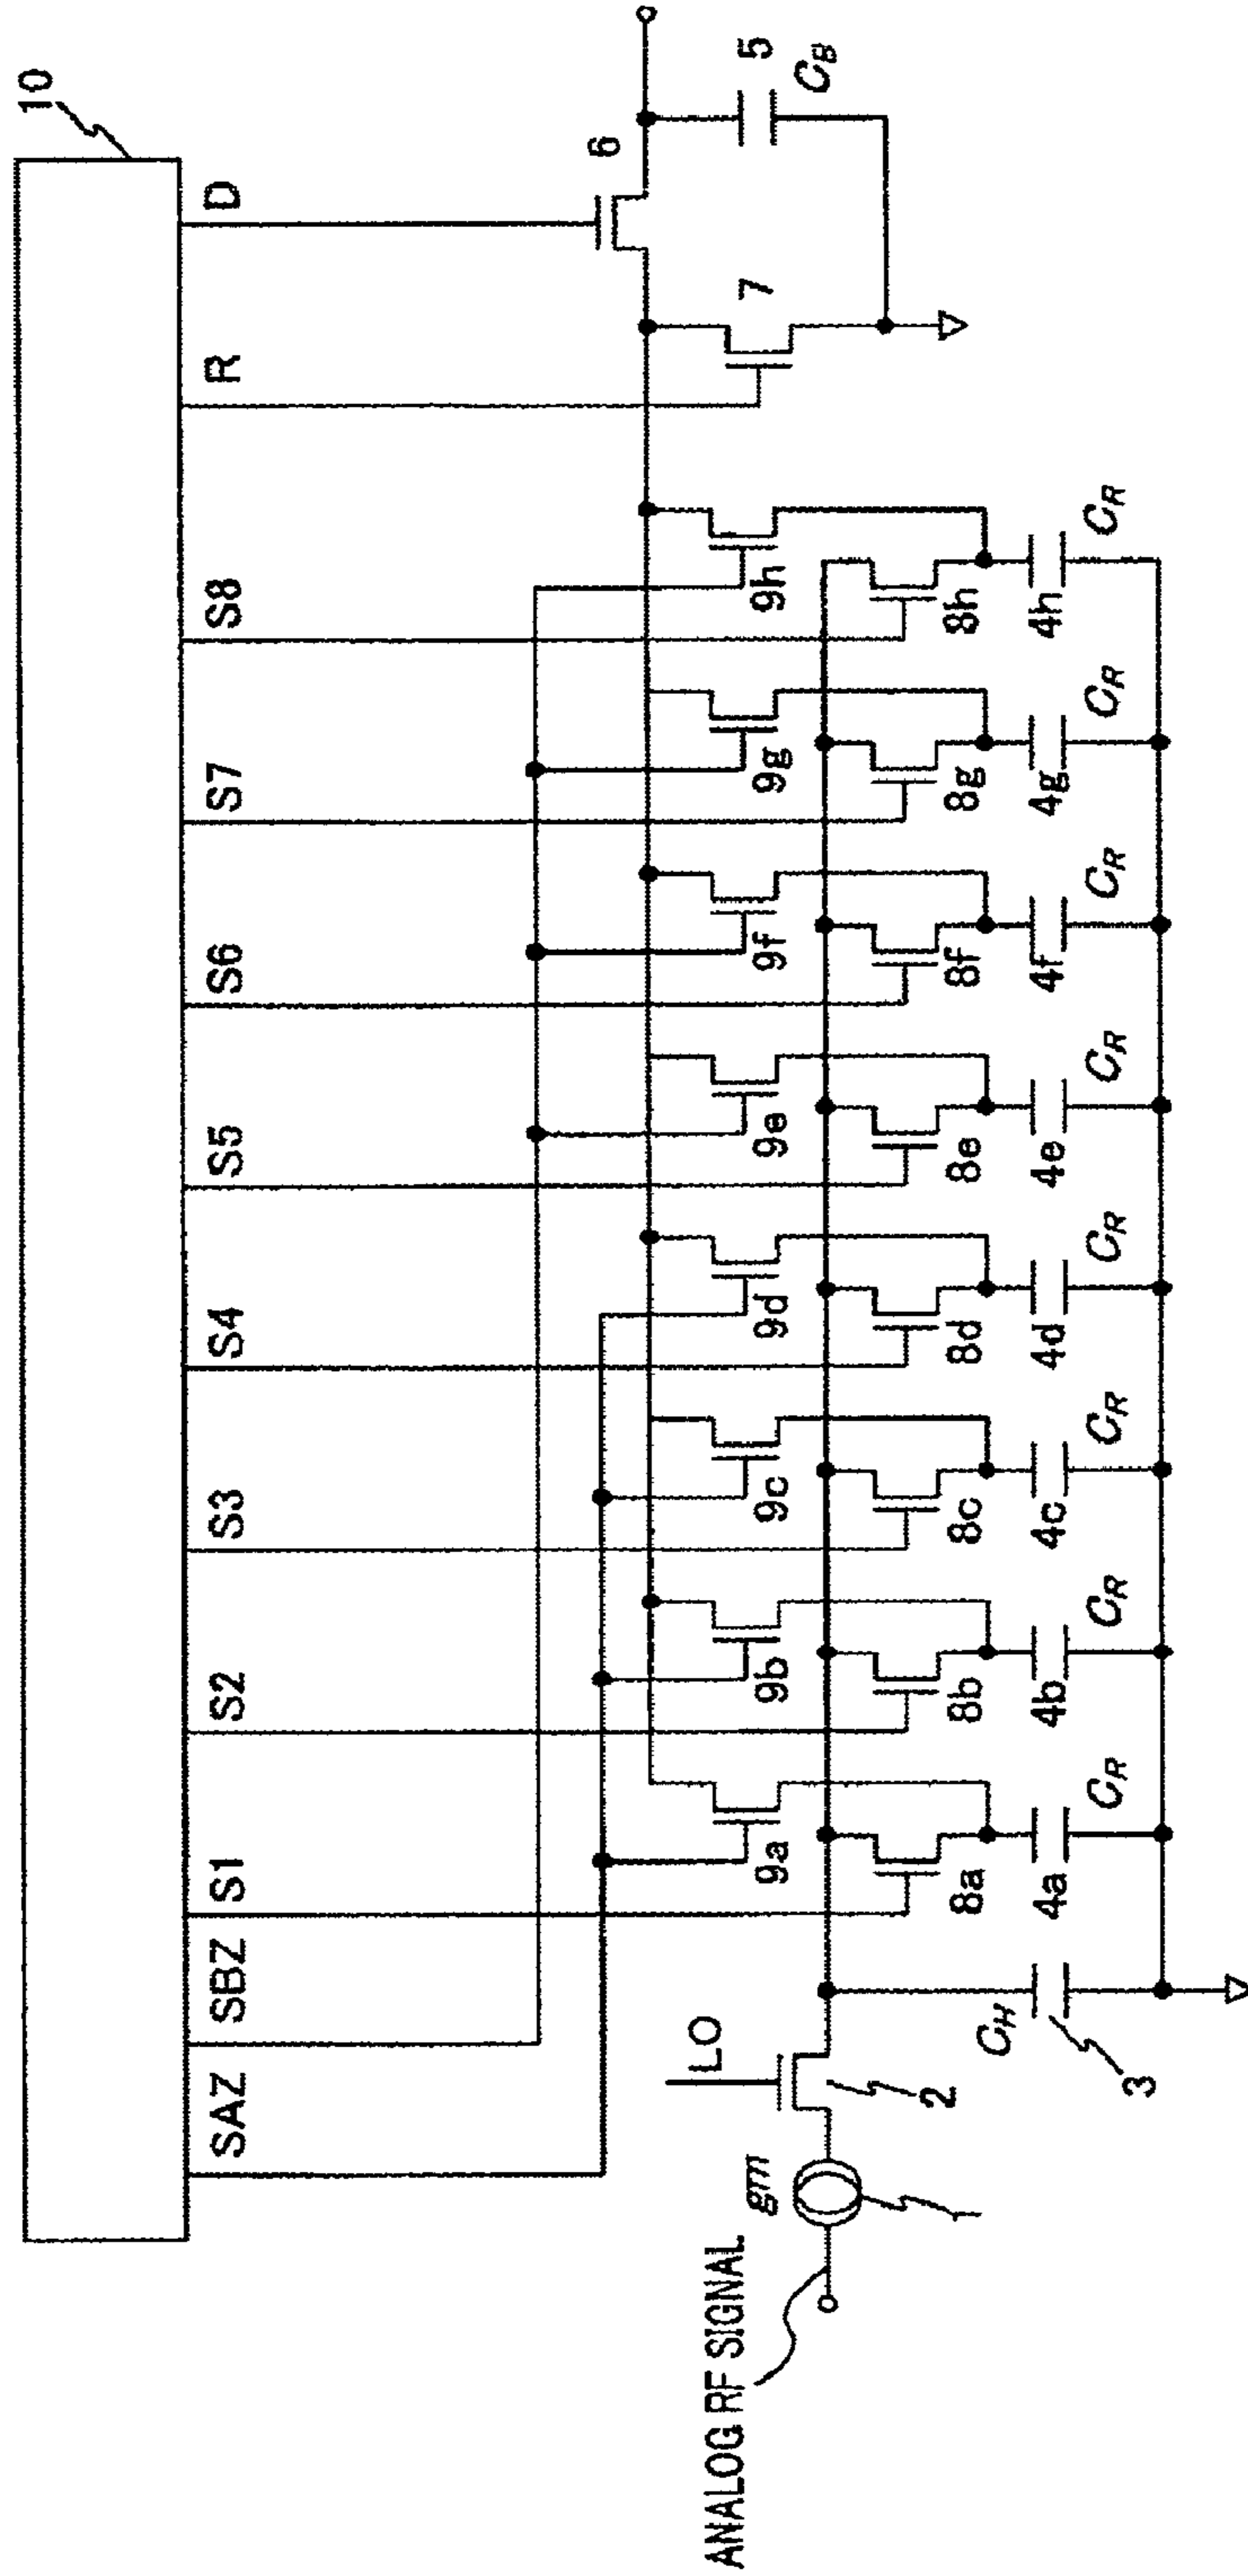 10
SAZ
SBZ
S1
S2
S3
S4
S5
S6
S7
S8
R
D
6
5
C_B
7
9a
9b
9c
9d
9e
9f
9g
9h
LO
ANALOG RF SIGNAL
gm
1
2
C_H
3
8a
8b
8c
8d
8e
8f
8g
8h
4a
C_R
4b
C_R
4c
C_R
4d
C_R
4e
C_R
4f
C_R
4g
C_R
4h
C_R